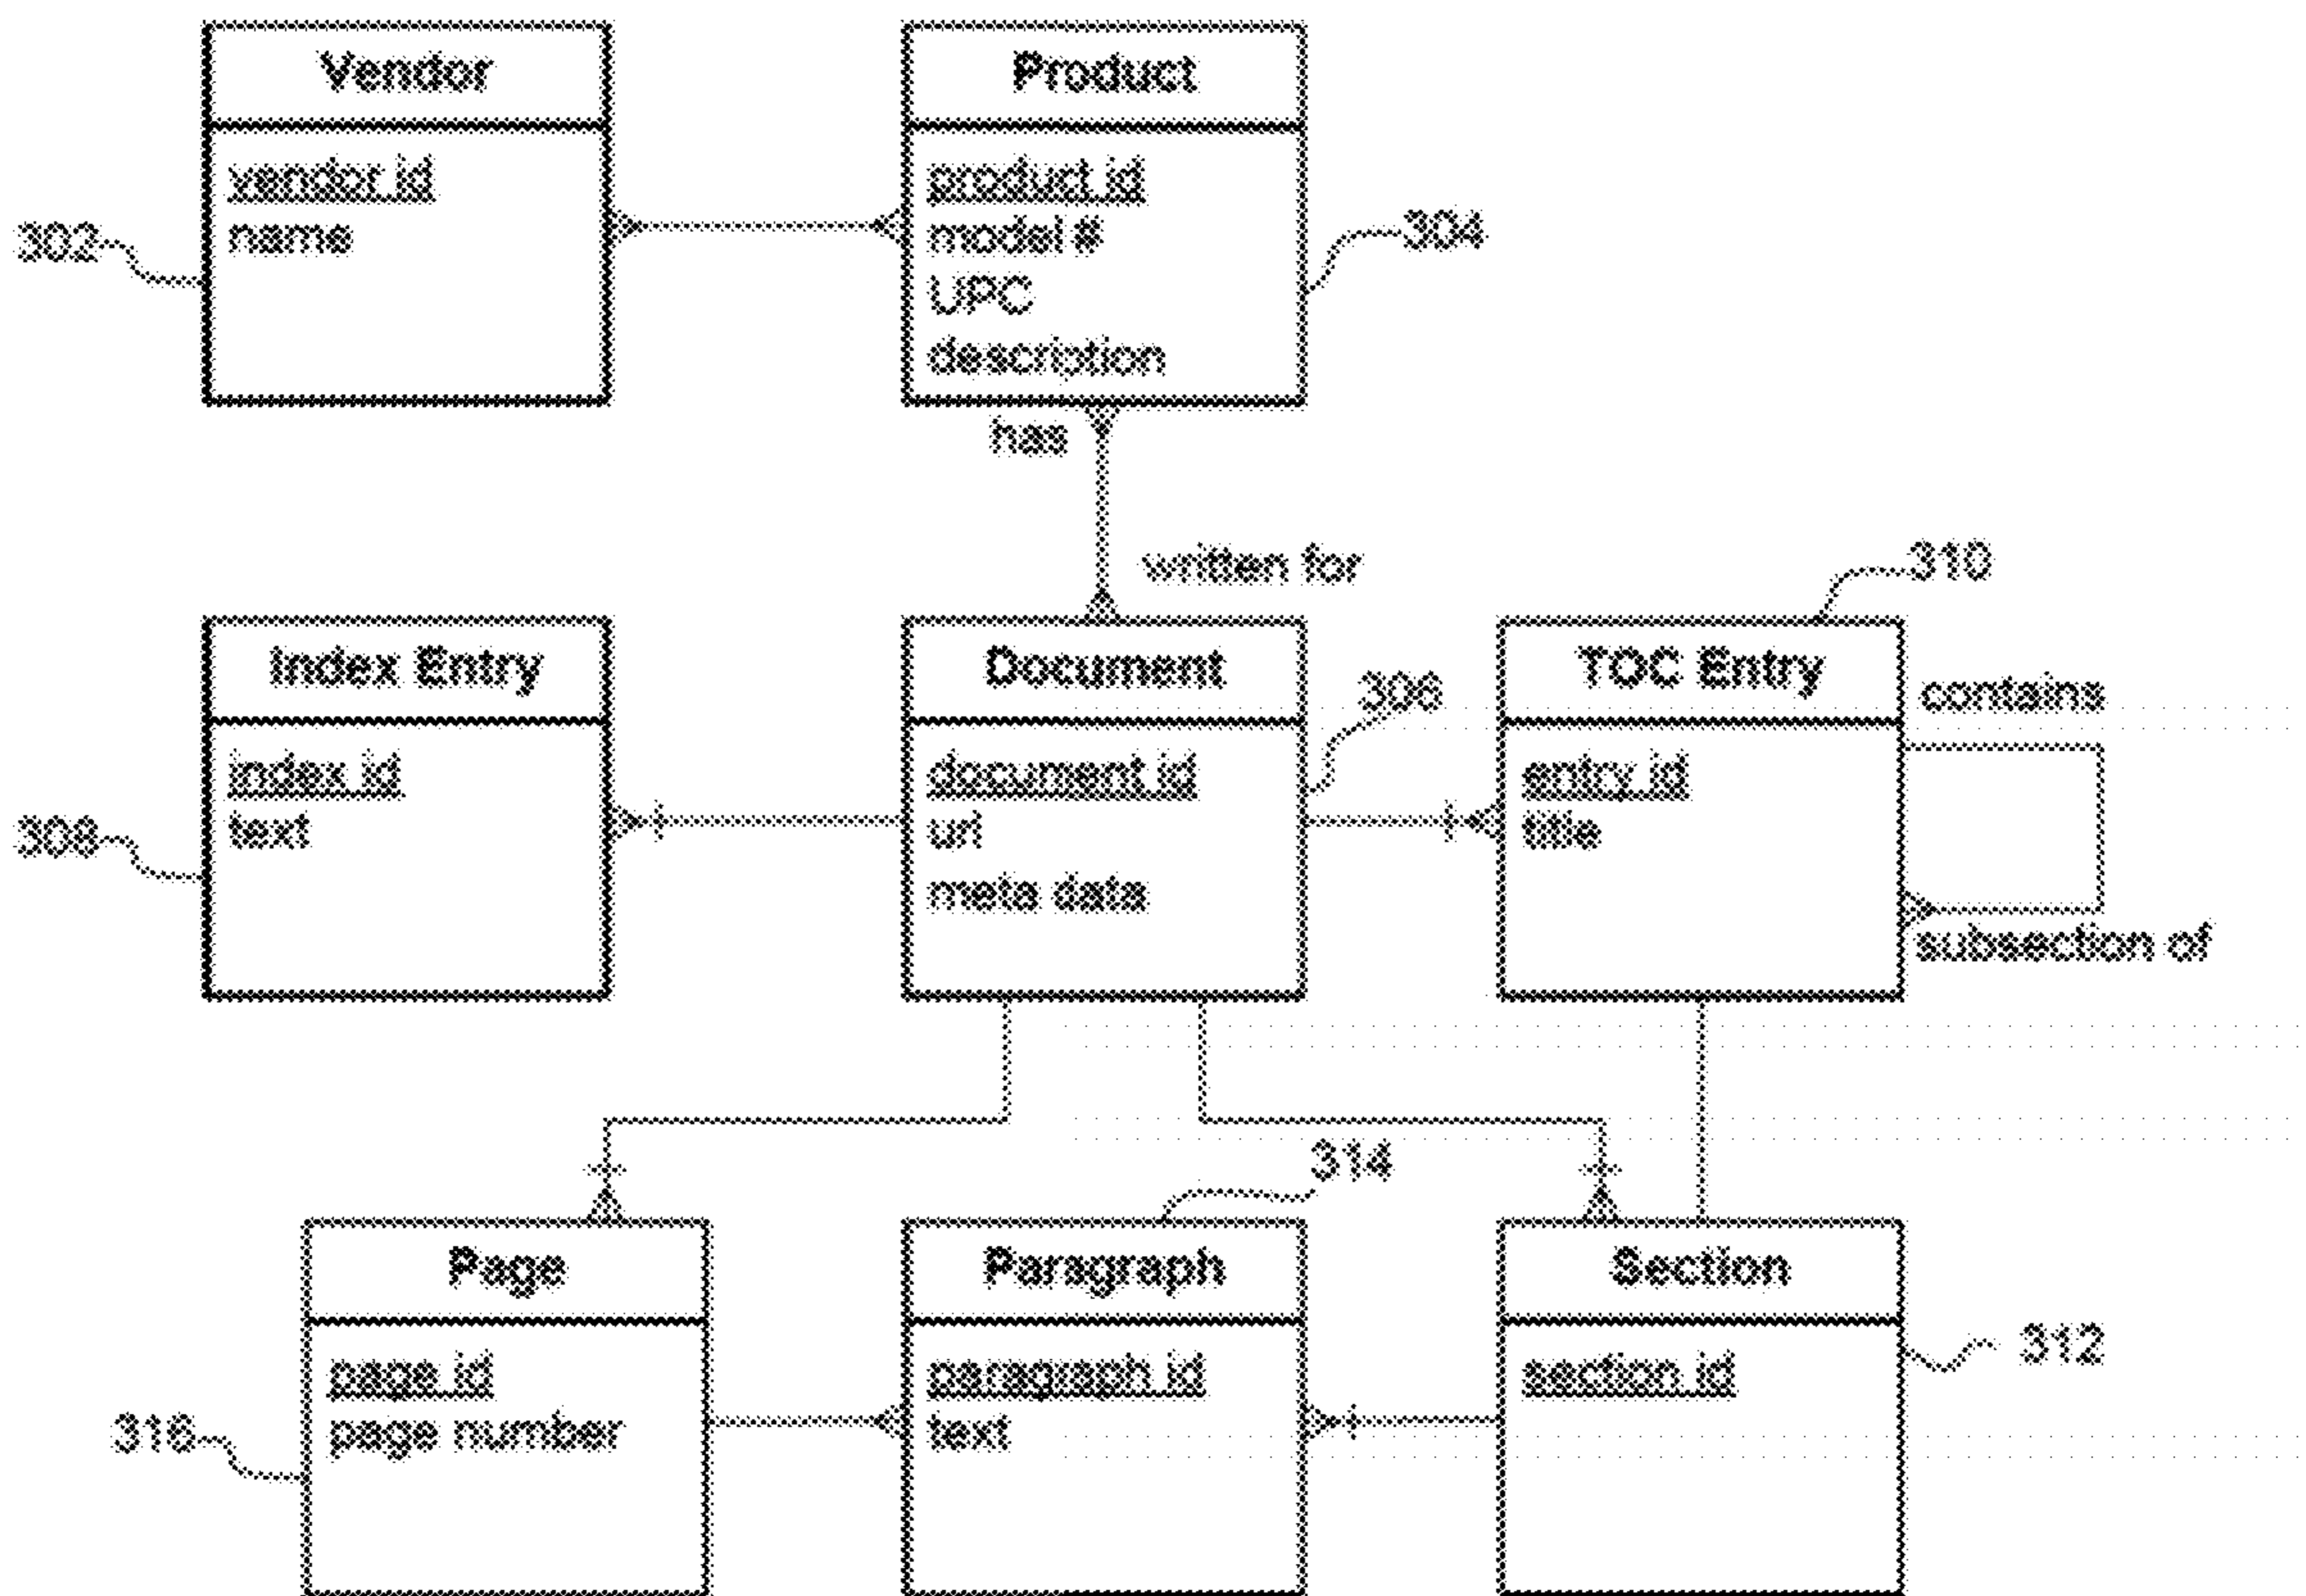 Vendor
vendor id
name
302
Product
product id
model #
UPC
description
304
has
written for
Index Entry
index id
text
308
Document
document id
url
meta data
306
TOC Entry
entry id
title
310
contains
subsection of
Page
page id
page number
316
Paragraph
paragraph id
text
314
Section
section id
312